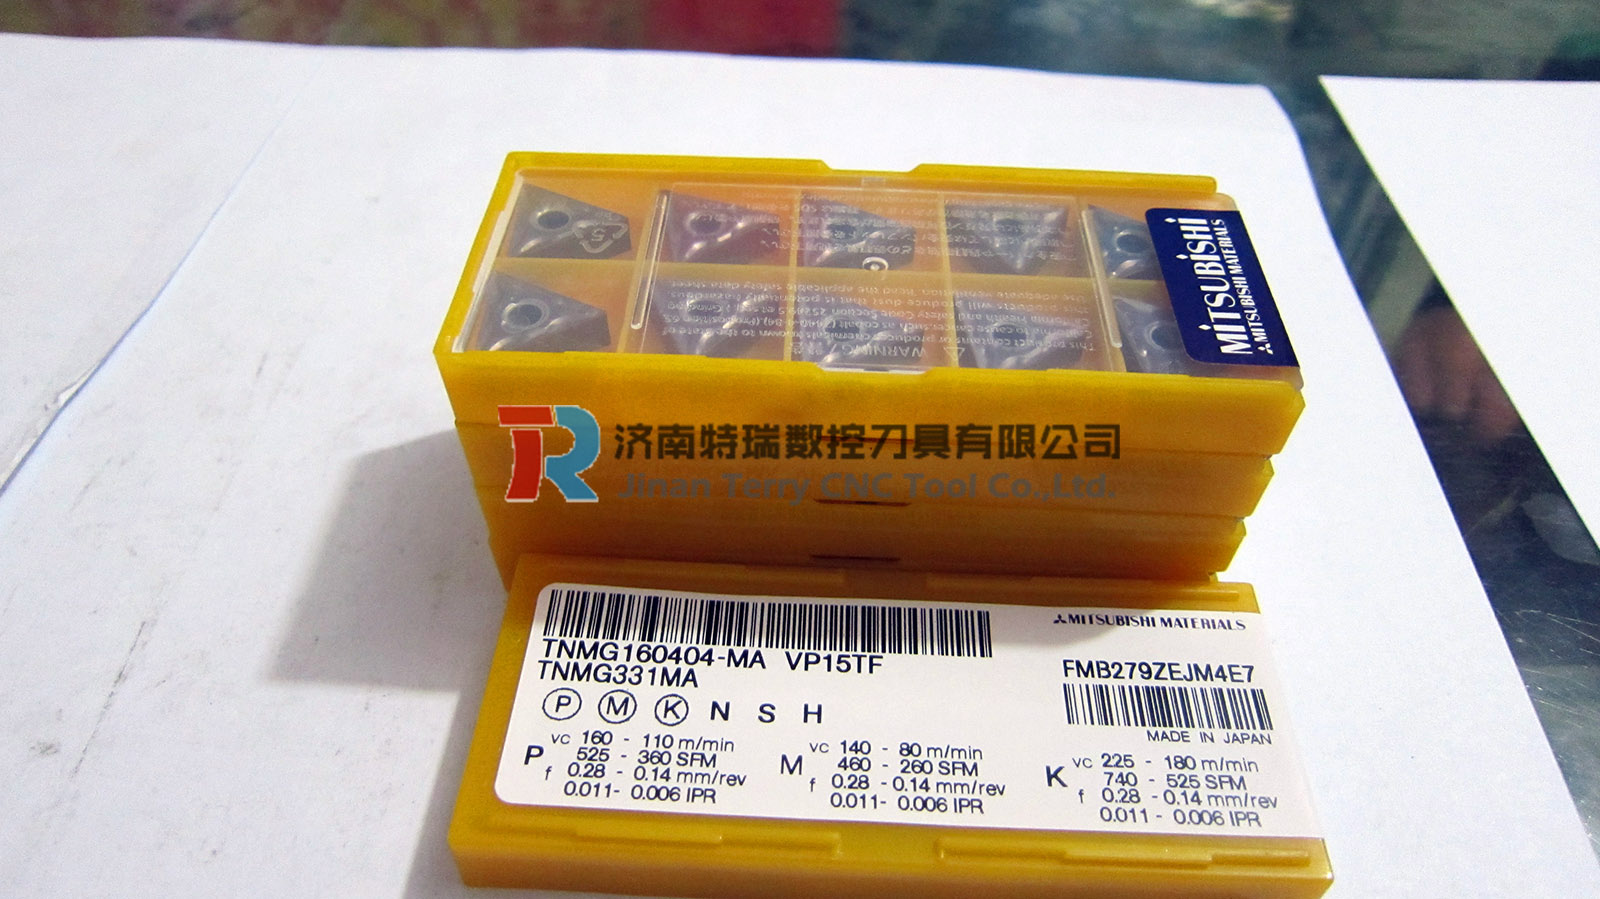 MITSUBISHI
MITSUBISHI MATERIALS
5
WARNING
TR
济南特瑞数控刀具有限公司
Jinan Terry CNC Tool Co.,Ltd.
MITSUBISHI MATERIALS
TNMG160404-MA VP15TF
TNMG331MA
FMB279ZEJM4E7
P M K N S H
MADE IN JAPAN
P vc 160 - 110 m/min
525 - 360 SFM
f 0.28 - 0.14 mm/rev
0.011- 0.006 IPR
M vc 140 - 80 m/min
460 - 260 SFM
f 0.28 - 0.14 mm/rev
0.011- 0.006 IPR
K vc 225 - 180 m/min
740 - 525 SFM
f 0.28 - 0.14 mm/rev
0.011 - 0.006 IPR